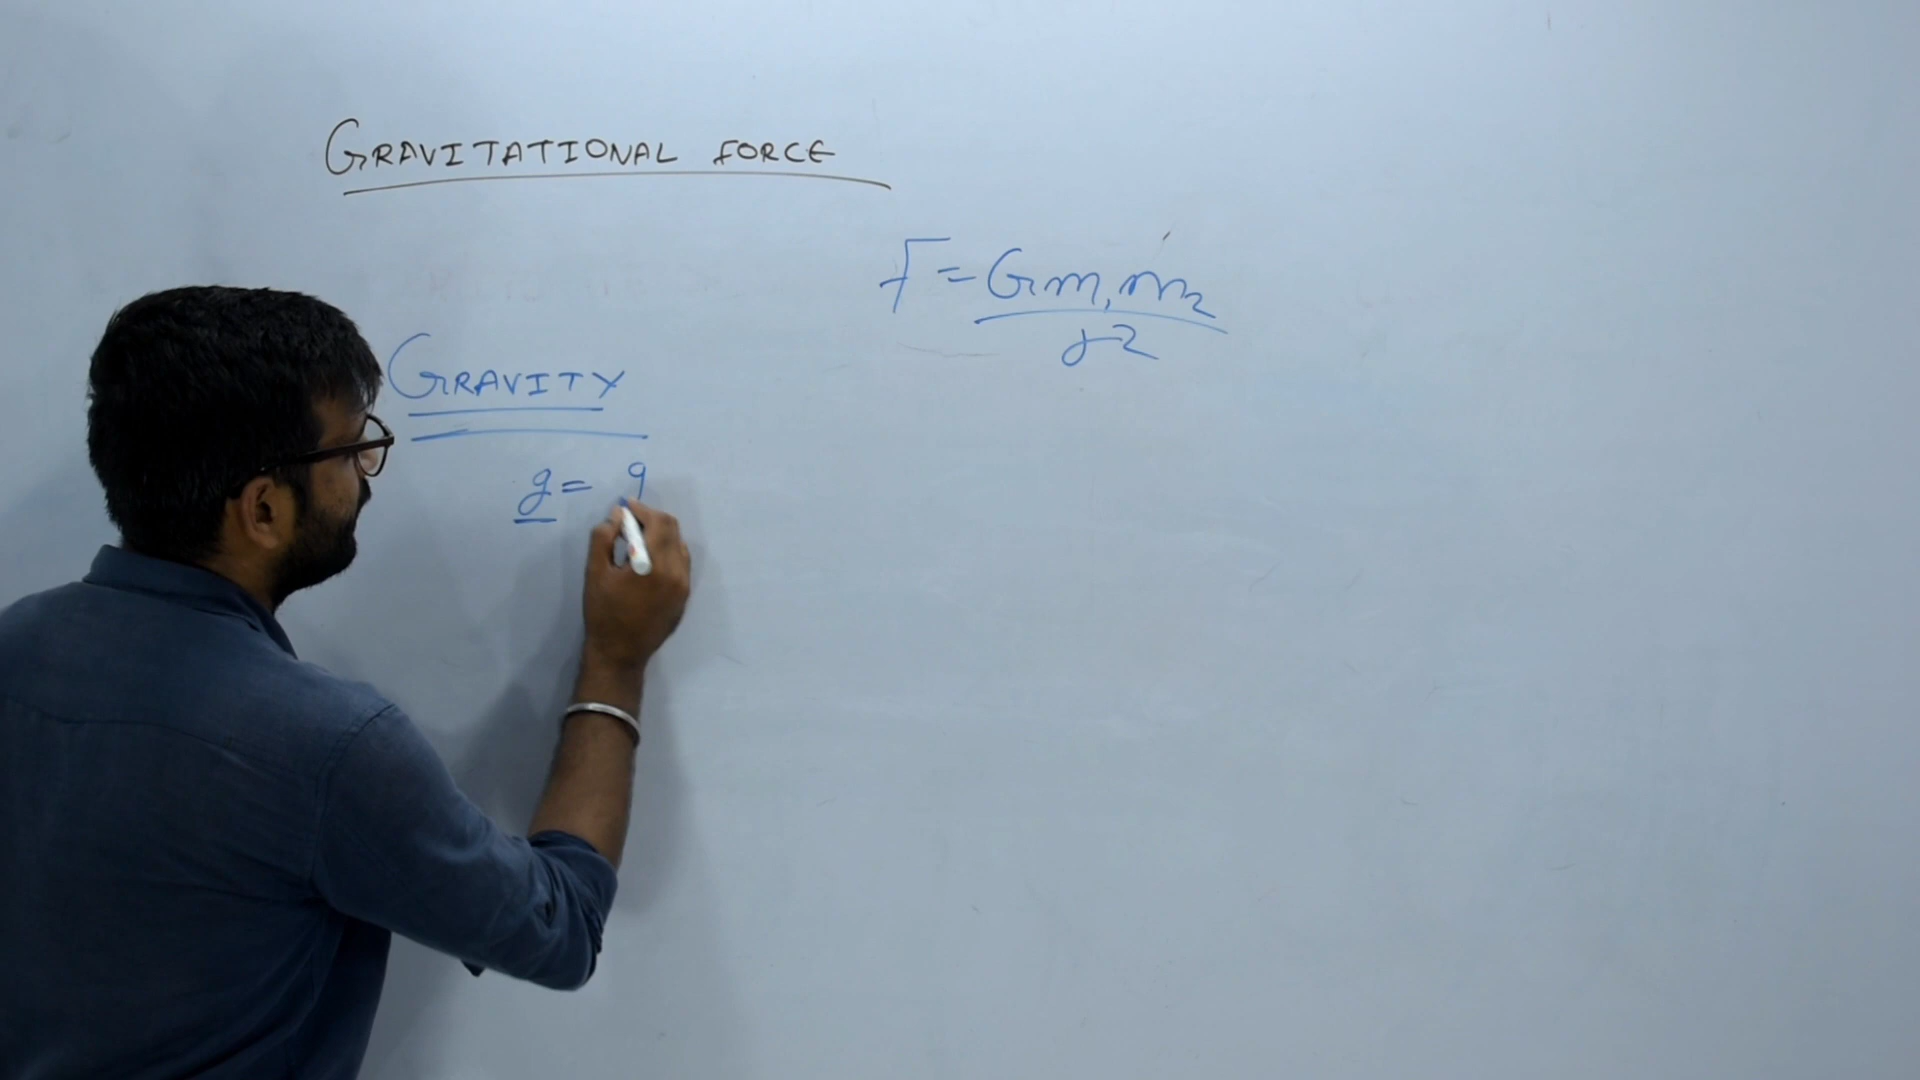 GRAVITATIONAL FORCE
F = Gm₁m₂
r2
GRAVITY
g = 9